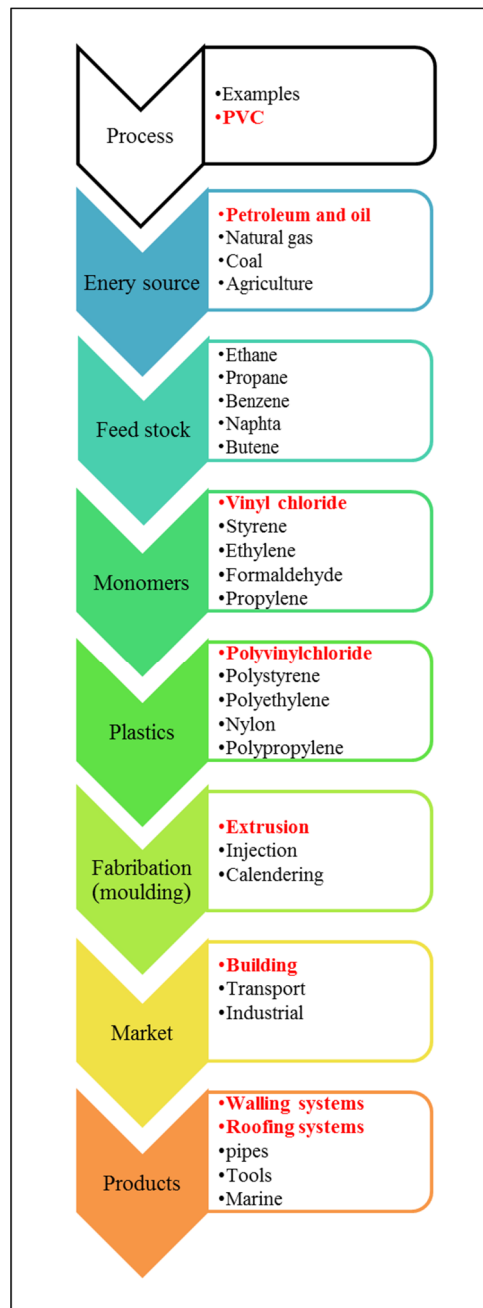 Process
•Examples
•PVC
Enery source
•Petroleum and oil
•Natural gas
•Coal
•Agriculture
Feed stock
•Ethane
•Propane
•Benzene
•Naphta
•Butene
Monomers
•Vinyl chloride
•Styrene
•Ethylene
•Formaldehyde
•Propylene
Plastics
•Polyvinylchloride
•Polystyrene
•Polyethylene
•Nylon
•Polypropylene
Fabribation
(moulding)
•Extrusion
•Injection
•Calendering
Market
•Building
•Transport
•Industrial
Products
•Walling systems
•Roofing systems
•pipes
•Tools
•Marine